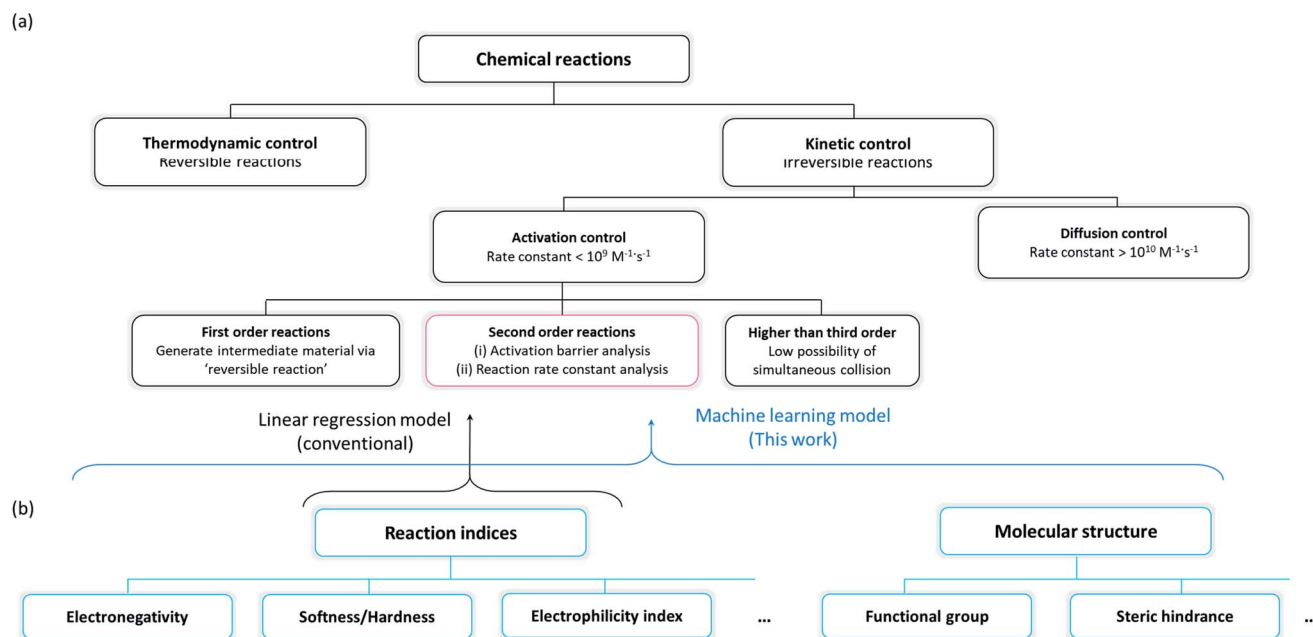 (a)
Chemical reactions
Thermodynamic control
Reversible reactions
Kinetic control
Irreversible reactions
Activation control
Rate constant < 10⁹ M⁻¹·s⁻¹
Diffusion control
Rate constant > 10¹⁰ M⁻¹·s⁻¹
First order reactions
Generate intermediate material via
‘reversible reaction’
Second order reactions
(i) Activation barrier analysis
(ii) Reaction rate constant analysis
Higher than third order
Low possibility of
simultaneous collision
Linear regression model
(conventional)
Machine learning model
(This work)
(b)
Reaction indices
Molecular structure
Electronegativity
Softness/Hardness
Electrophilicity index
...
Functional group
Steric hindrance
...